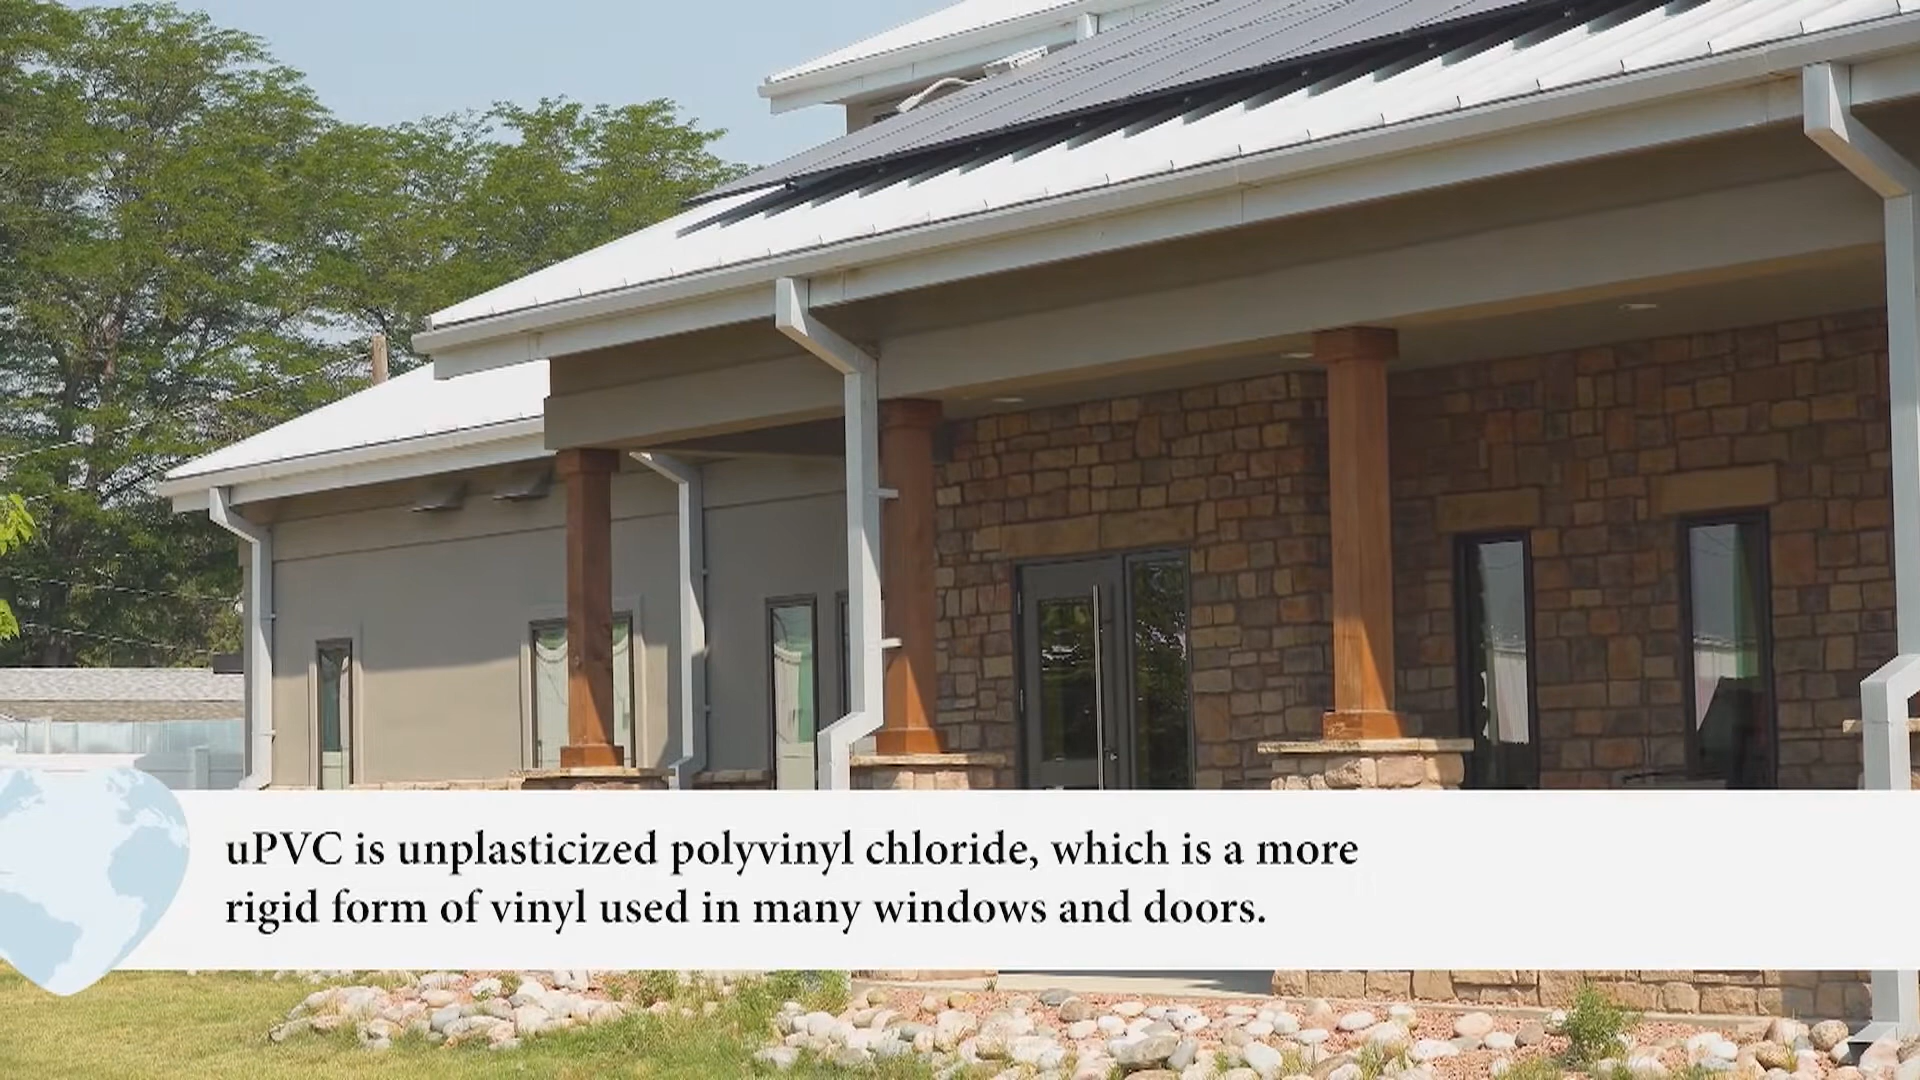 uPVC is unplasticized polyvinyl chloride, which is a more
rigid form of vinyl used in many windows and doors.